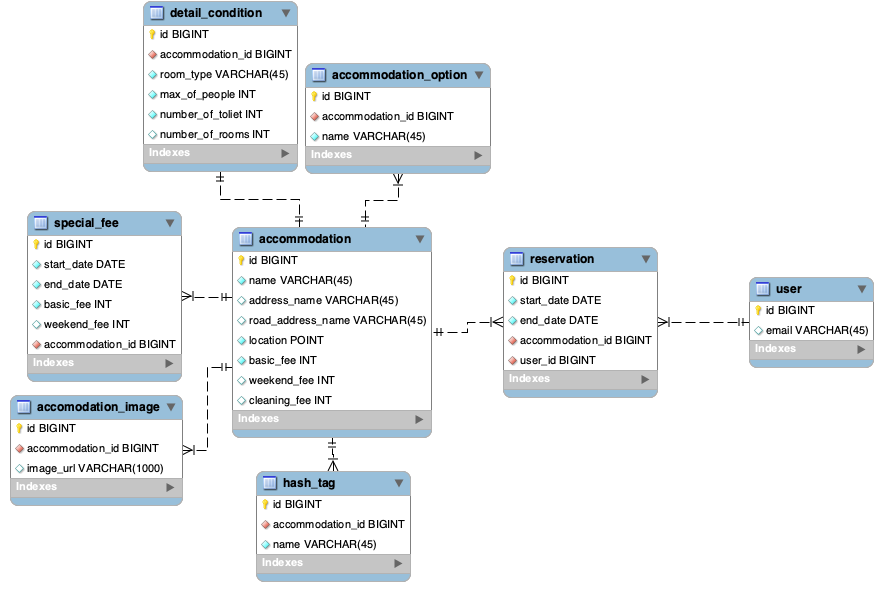 detail_condition
id BIGINT
accommodation_id BIGINT
room_type VARCHAR(45)
max_of_people INT
number_of_toliet INT
number_of_rooms INT
Indexes
accommodation_option
id BIGINT
accommodation_id BIGINT
name VARCHAR(45)
Indexes
special_fee
id BIGINT
start_date DATE
end_date DATE
basic_fee INT
weekend_fee INT
accommodation_id BIGINT
Indexes
accommodation
id BIGINT
name VARCHAR(45)
address_name VARCHAR(45)
road_address_name VARCHAR(45)
location POINT
basic_fee INT
weekend_fee INT
cleaning_fee INT
Indexes
reservation
id BIGINT
start_date DATE
end_date DATE
accommodation_id BIGINT
user_id BIGINT
Indexes
user
id BIGINT
email VARCHAR(45)
Indexes
accomodation_image
id BIGINT
accommodation_id BIGINT
image_url VARCHAR(1000)
Indexes
hash_tag
id BIGINT
accommodation_id BIGINT
name VARCHAR(45)
Indexes